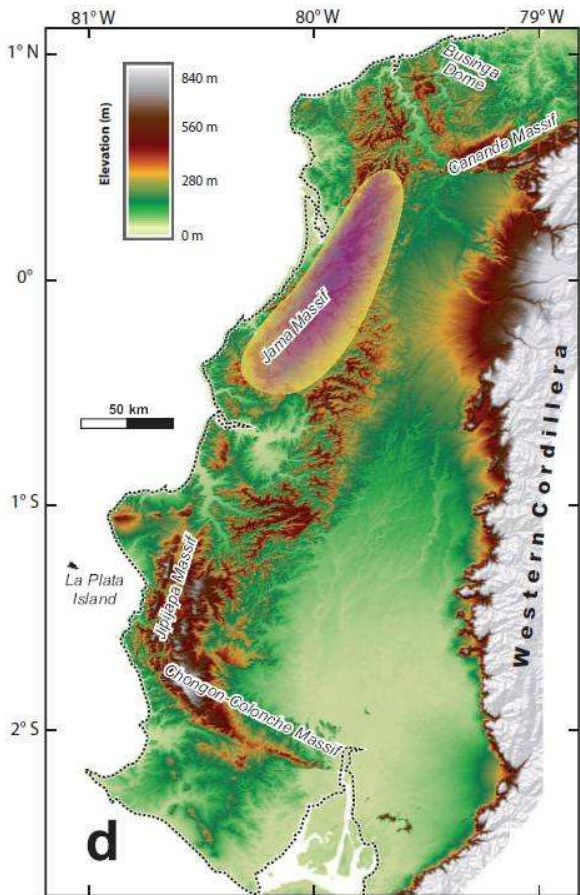 81°W
80°W
79°W
1°N
0°
1°S
2°S
Elevation (m)
840 m
560 m
280 m
0 m
Businga
Dome
Canande Massif
Jama Massif
50 km
Western Cordillera
La Plata
Island
Jipijapa Massif
Chongon-Colonche Massif
d